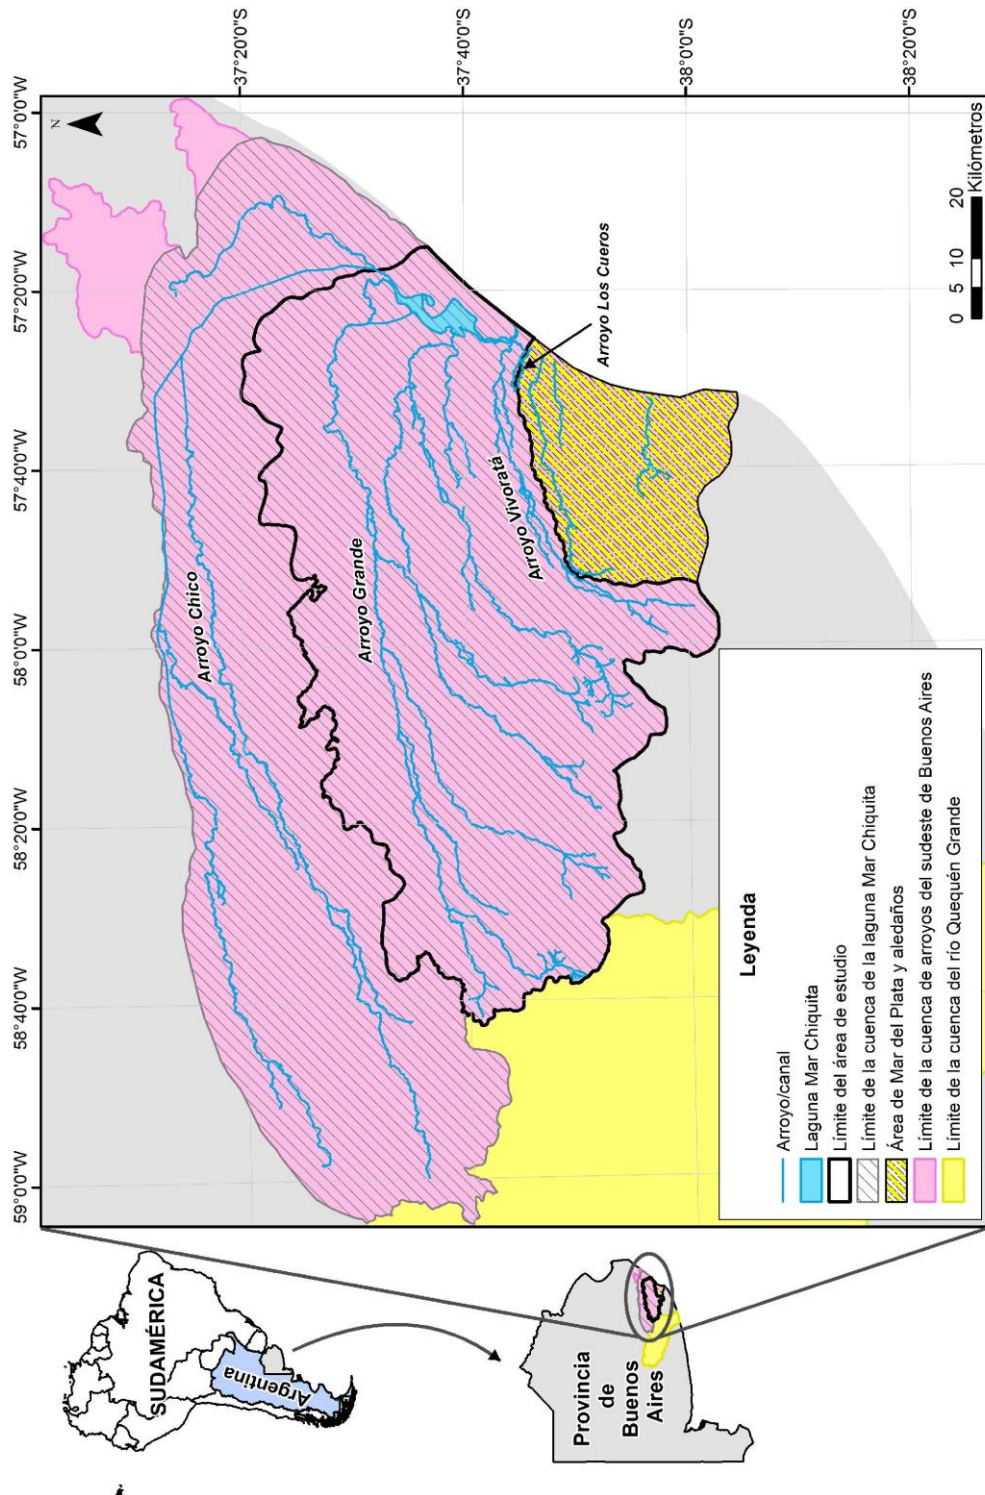 SUDAMÉRICA
Argentina
Provincia
de
Buenos
Aires
59°0'0"W
58°40'0"W
58°20'0"W
58°0'0"W
57°40'0"W
57°20'0"W
57°0'0"W
N
37°20'0"S
37°40'0"S
38°0'0"S
38°20'0"S
Arroyo Chico
Arroyo Grande
Arroyo Vivoratá
Arroyo Los Cueros
Leyenda
Arroyo/canal
Laguna Mar Chiquita
Límite del área de estudio
Límite de la cuenca de la laguna Mar Chiquita
Área de Mar del Plata y aledaños
Límite de la cuenca de arroyos del sudeste de Buenos Aires
Límite de la cuenca del río Quequén Grande
0 5 10 20
Kilómetros